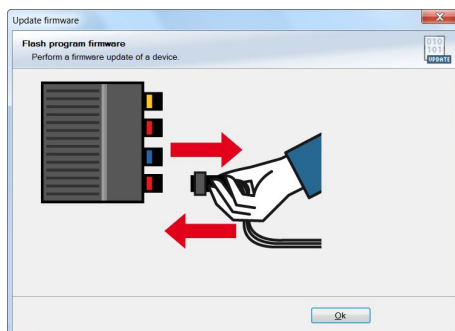 Update firmware
Flash program firmware
Perform a firmware update of a device.
010
101
UPDATE
Ok